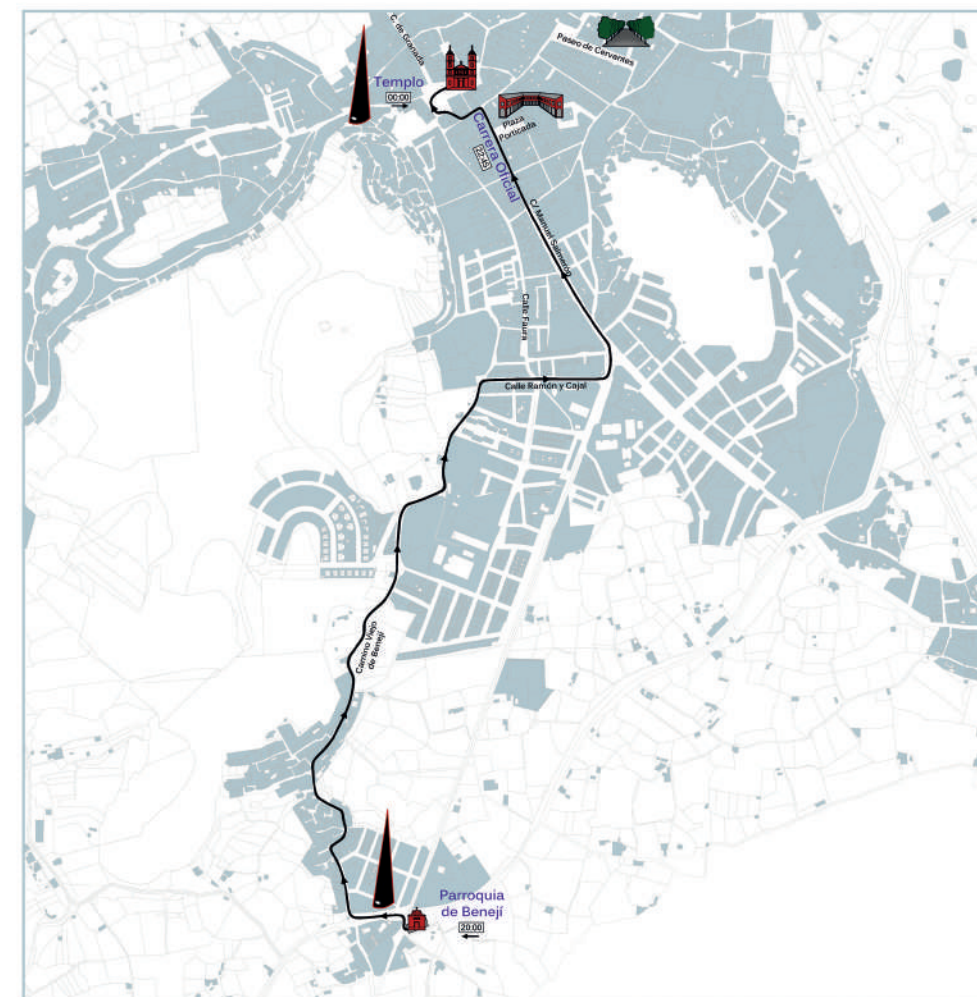 C. de Granada
Paseo de Cervantes
Templo
00:00
Plaza
Porticada
Carrera Oficial
22:45
C/ Manuel Salmerón
Calle Faura
Calle Ramón y Cajal
Camino Viejo
de Benejí
Parroquia
de Benejí
20:00